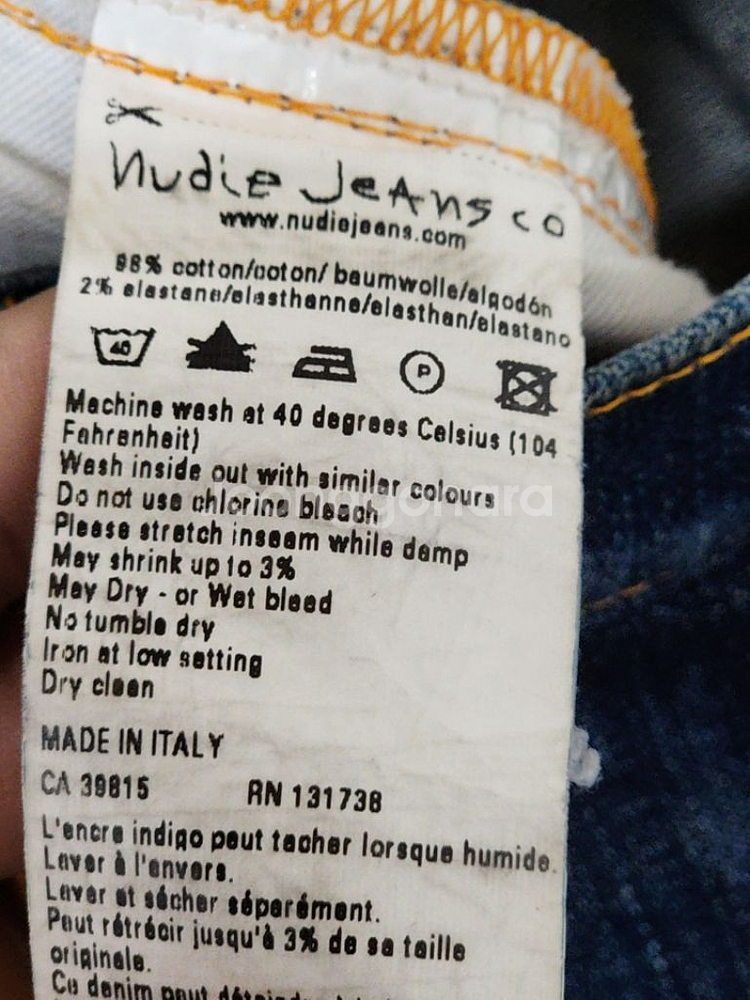 nudie jeans co
www.nudiejeans.com
98% cotton/coton/ baumwolle/algodón
2% elastane/elasthanne/elasthan/elastano
40
P
Machine wash at 40 degrees Celsius (104
Fahrenheit)
Wash inside out with similar colours
Do not use chlorine bleach
Please stretch inseam while damp
May shrink up to 3%
May Dry - or Wet bleed
No tumble dry
Iron at low setting
Dry clean
MADE IN ITALY
CA 39815
RN 131738
L'encre indigo peut tacher lorsque humide.
Laver à l'envers.
Laver et sécher séparément.
Peut rétrécir jusqu'à 3% de sa taille
originale.
Ce denim peut